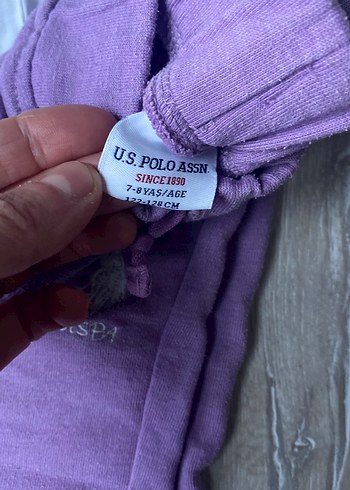 U.S. POLO ASSN.
SINCE 1890
7-8 YAŞ/AGE
122-128 CM